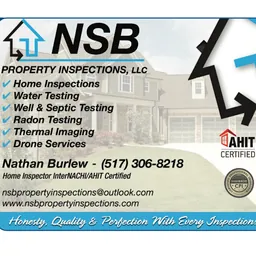 NSB
PROPERTY INSPECTIONS, LLC
Home Inspections
Water Testing
Well & Septic Testing
Radon Testing
Thermal Imaging
Drone Services
AHIT
CERTIFIED
Nathan Burlew - (517) 306-8218
Home Inspector InterNACHI/AHIT Certified
nsbpropertyinspections@outlook.com
www.nsbpropertyinspections.com
Honesty, Quality & Perfection With Every Inspection